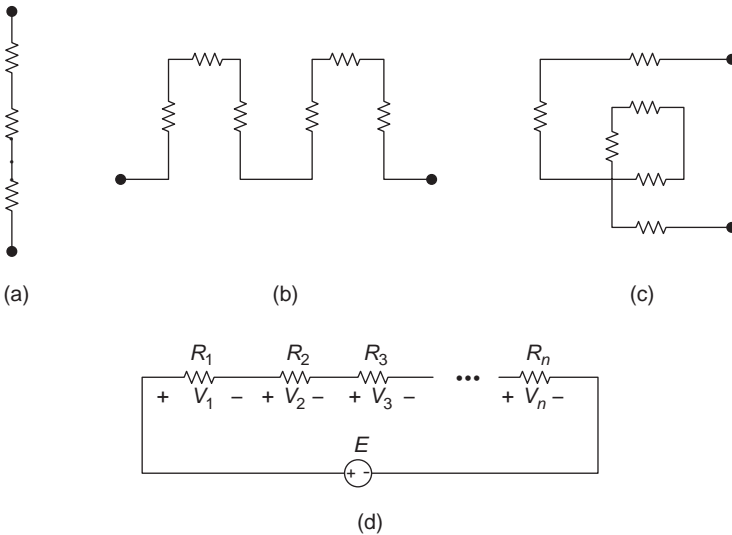 (a)
(b)
(c)
R1 R2 R3 ••• Rn
+ V1 – + V2 – + V3 – + Vn –
E
+ -
(d)